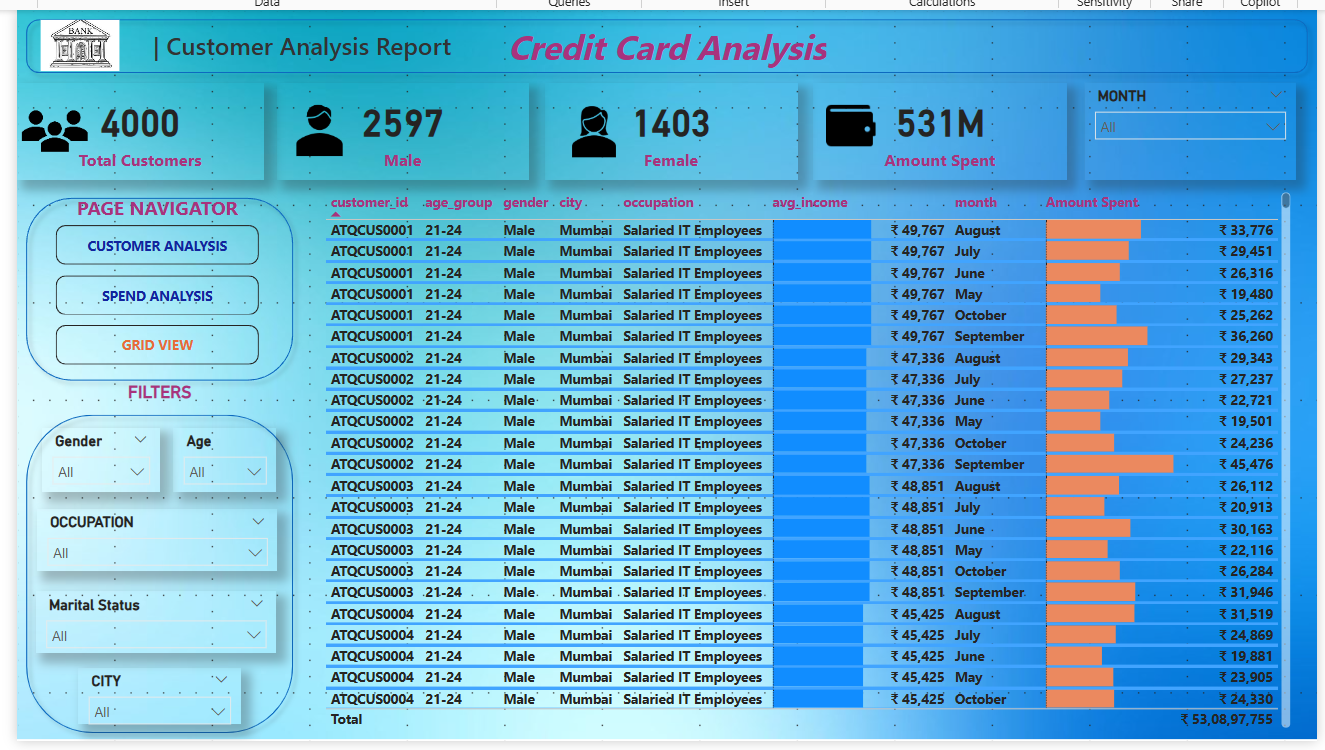 Data Queries Insert Calculations Sensitivity Share Copilot
BANK
| Customer Analysis Report
Credit Card Analysis
4000
Total Customers
2597
Male
1403
Female
531M
Amount Spent
MONTH
All
PAGE NAVIGATOR
CUSTOMER ANALYSIS
SPEND ANALYSIS
GRID VIEW
FILTERS
Gender
All
Age
All
OCCUPATION
All
Marital Status
All
CITY
All
customer_id age_group gender city occupation avg_income month Amount Spent
ATQCUS0001 21-24 Male Mumbai Salaried IT Employees ₹ 49,767 August ₹ 33,776
ATQCUS0001 21-24 Male Mumbai Salaried IT Employees ₹ 49,767 July ₹ 29,451
ATQCUS0001 21-24 Male Mumbai Salaried IT Employees ₹ 49,767 June ₹ 26,316
ATQCUS0001 21-24 Male Mumbai Salaried IT Employees ₹ 49,767 May ₹ 19,480
ATQCUS0001 21-24 Male Mumbai Salaried IT Employees ₹ 49,767 October ₹ 25,262
ATQCUS0001 21-24 Male Mumbai Salaried IT Employees ₹ 49,767 September ₹ 36,260
ATQCUS0002 21-24 Male Mumbai Salaried IT Employees ₹ 47,336 August ₹ 29,343
ATQCUS0002 21-24 Male Mumbai Salaried IT Employees ₹ 47,336 July ₹ 27,237
ATQCUS0002 21-24 Male Mumbai Salaried IT Employees ₹ 47,336 June ₹ 22,721
ATQCUS0002 21-24 Male Mumbai Salaried IT Employees ₹ 47,336 May ₹ 19,501
ATQCUS0002 21-24 Male Mumbai Salaried IT Employees ₹ 47,336 October ₹ 24,236
ATQCUS0002 21-24 Male Mumbai Salaried IT Employees ₹ 47,336 September ₹ 45,476
ATQCUS0003 21-24 Male Mumbai Salaried IT Employees ₹ 48,851 August ₹ 26,112
ATQCUS0003 21-24 Male Mumbai Salaried IT Employees ₹ 48,851 July ₹ 20,913
ATQCUS0003 21-24 Male Mumbai Salaried IT Employees ₹ 48,851 June ₹ 30,163
ATQCUS0003 21-24 Male Mumbai Salaried IT Employees ₹ 48,851 May ₹ 22,116
ATQCUS0003 21-24 Male Mumbai Salaried IT Employees ₹ 48,851 October ₹ 26,284
ATQCUS0003 21-24 Male Mumbai Salaried IT Employees ₹ 48,851 September ₹ 31,946
ATQCUS0004 21-24 Male Mumbai Salaried IT Employees ₹ 45,425 August ₹ 31,519
ATQCUS0004 21-24 Male Mumbai Salaried IT Employees ₹ 45,425 July ₹ 24,869
ATQCUS0004 21-24 Male Mumbai Salaried IT Employees ₹ 45,425 June ₹ 19,881
ATQCUS0004 21-24 Male Mumbai Salaried IT Employees ₹ 45,425 May ₹ 23,905
ATQCUS0004 21-24 Male Mumbai Salaried IT Employees ₹ 45,425 October ₹ 24,330
Total ₹ 53,08,97,755